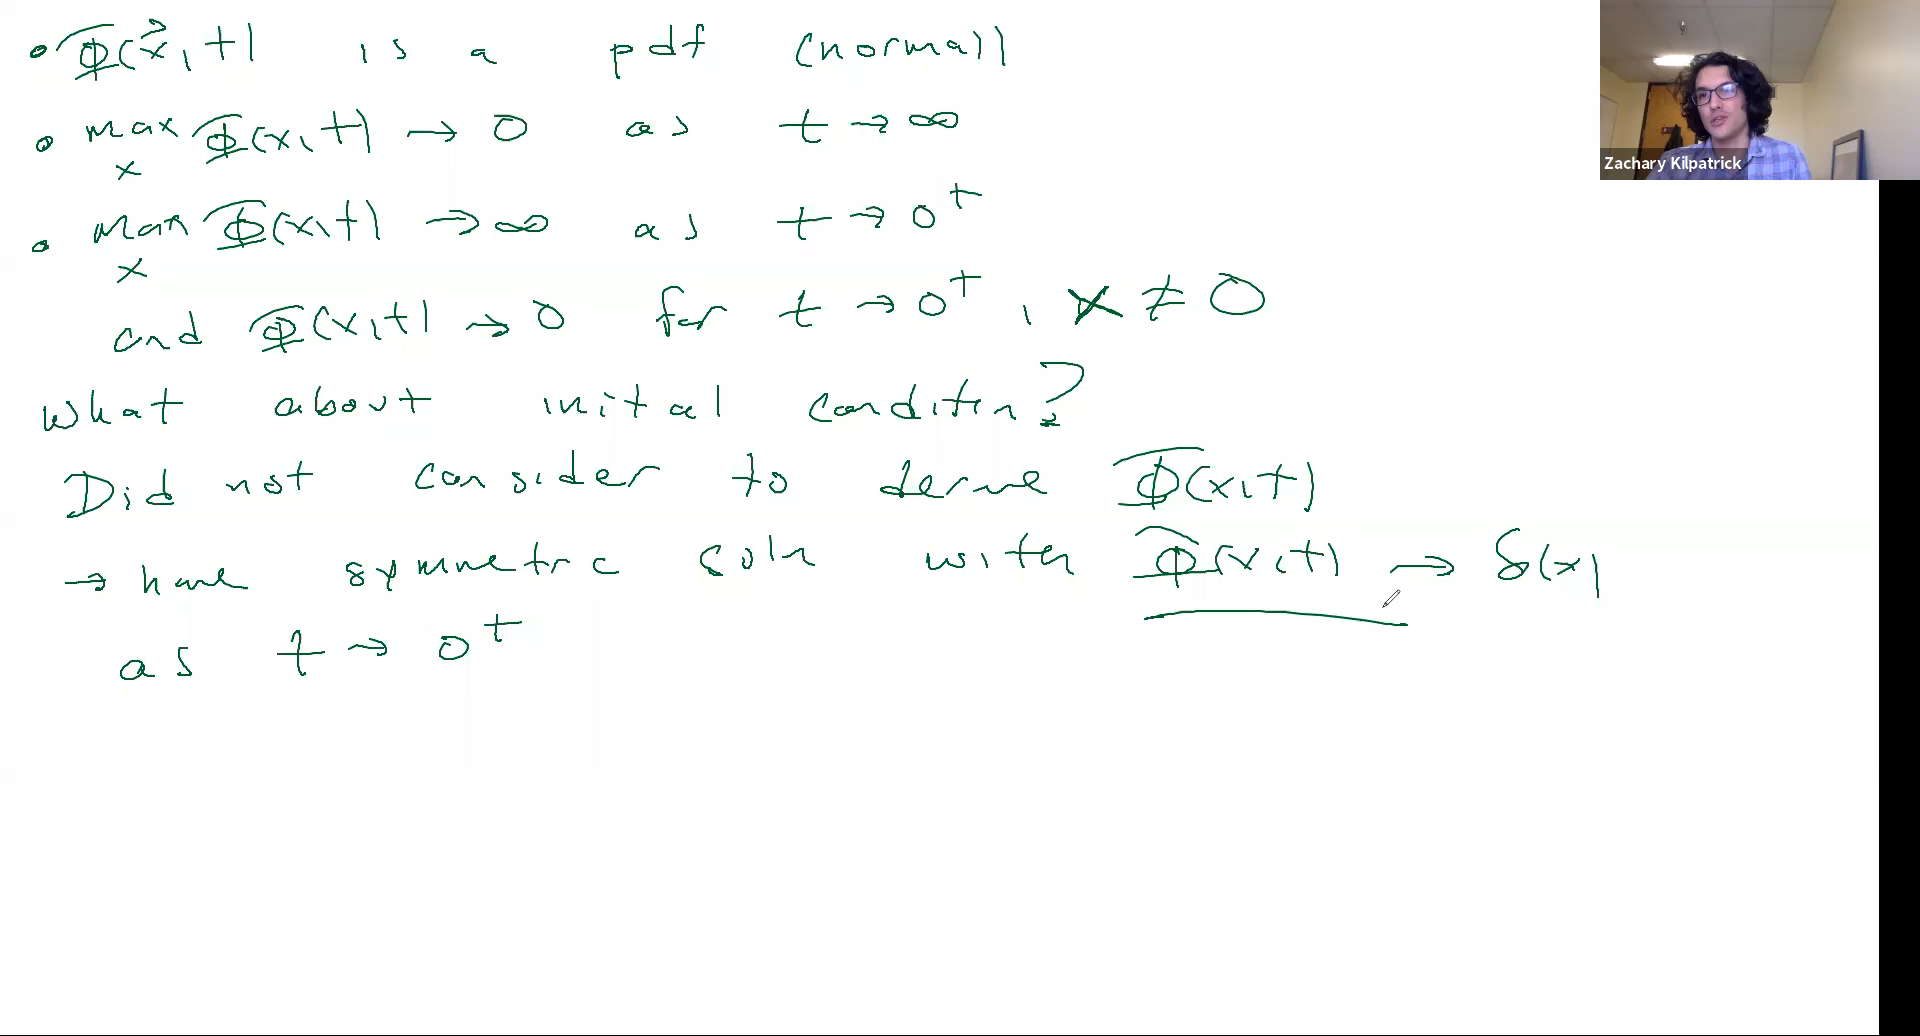 • Φ(x⃗,t) is a pdf (normal)
• max Φ(x,t) → 0 as t → ∞
x
• max Φ(x,t) → ∞ as t → 0⁺
x
and Φ(x,t) → 0 for t → 0⁺, x ≠ 0
What about initial condition?
Did not consider to derive Φ(x,t)
→ have symmetric soln with Φ(x,t) → δ(x)
as t → 0⁺
Zachary Kilpatrick